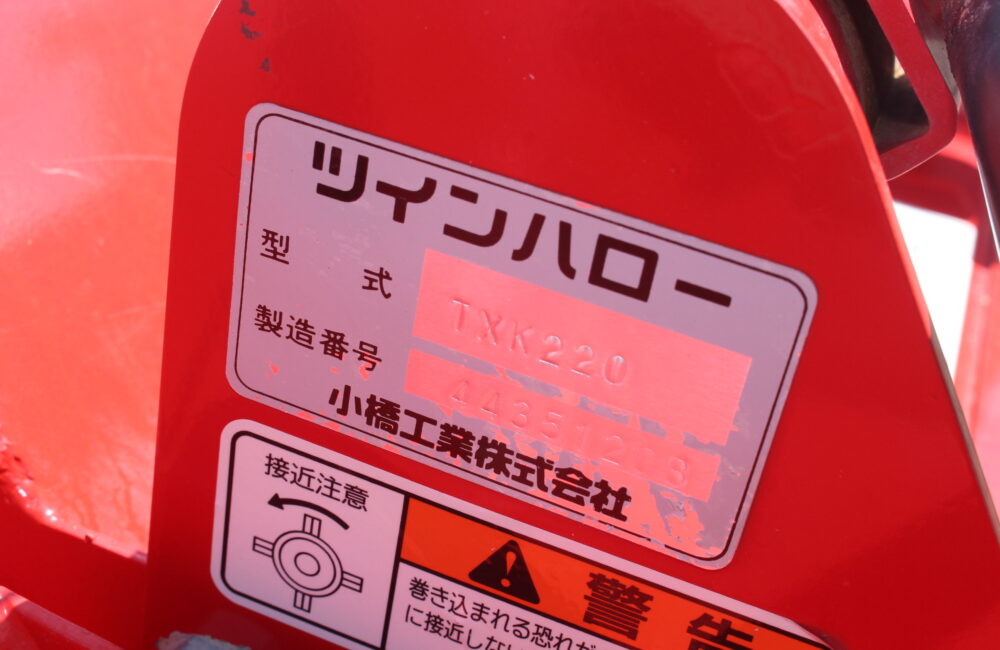 ツインハロー
型 式 TXK220
製造番号
小橋工業株式会社
接近注意
警告
巻き込まれる恐れが
に接近しない